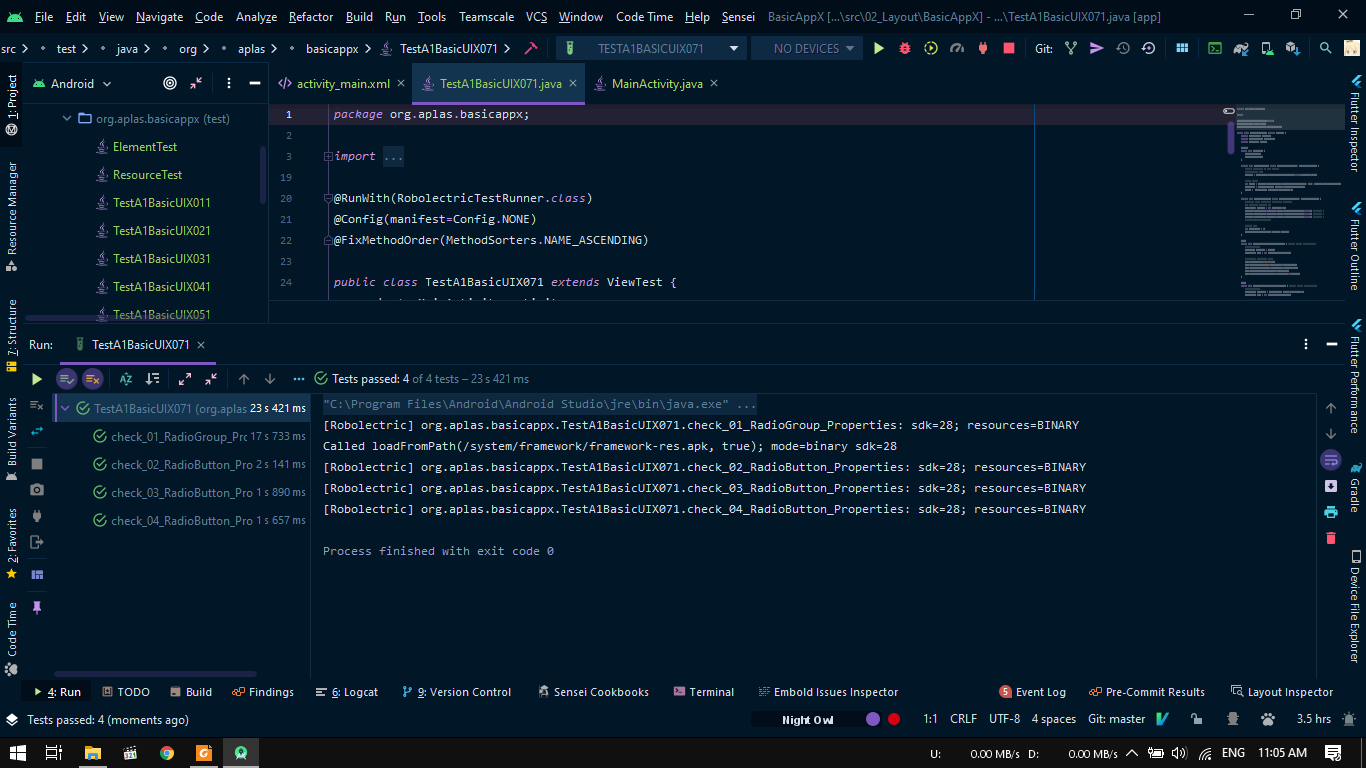 File Edit View Navigate Code Analyze Refactor Build Run Tools Teamscale VCS Window Code Time Help Sensei BasicAppX [...\src\02_Layout\BasicAppX] - ...\TestA1BasicUIX071.java [app]
src test java org aplas basicappx TestA1BasicUIX071 TESTA1BASICUIX071 NO DEVICES Git:
Android activity_main.xml TestA1BasicUIX071.java MainActivity.java
org.aplas.basicappx (test)
ElementTest
ResourceTest
TestA1BasicUIX011
TestA1BasicUIX021
TestA1BasicUIX031
TestA1BasicUIX041
TestA1BasicUIX051
1 package org.aplas.basicappx;
2
3 import ...
19
20 @RunWith(RobolectricTestRunner.class)
21 @Config(manifest=Config.NONE)
22 @FixMethodOrder(MethodSorters.NAME_ASCENDING)
23
24 public class TestA1BasicUIX071 extends ViewTest {
1: Project
Resource Manager
7: Structure
Build Variants
2: Favorites
Code Time
Flutter Inspector
Flutter Outline
Flutter Performance
Gradle
Device File Explorer
Run: TestA1BasicUIX071
Tests passed: 4 of 4 tests – 23 s 421 ms
TestA1BasicUIX071 (org.aplas 23 s 421 ms
check_01_RadioGroup_Prc 17 s 733 ms
check_02_RadioButton_Pro 2 s 141 ms
check_03_RadioButton_Pro 1 s 890 ms
check_04_RadioButton_Pro 1 s 657 ms
"C:\Program Files\Android\Android Studio\jre\bin\java.exe" ...
[Robolectric] org.aplas.basicappx.TestA1BasicUIX071.check_01_RadioGroup_Properties: sdk=28; resources=BINARY
Called loadFromPath(/system/framework/framework-res.apk, true); mode=binary sdk=28
[Robolectric] org.aplas.basicappx.TestA1BasicUIX071.check_02_RadioButton_Properties: sdk=28; resources=BINARY
[Robolectric] org.aplas.basicappx.TestA1BasicUIX071.check_03_RadioButton_Properties: sdk=28; resources=BINARY
[Robolectric] org.aplas.basicappx.TestA1BasicUIX071.check_04_RadioButton_Properties: sdk=28; resources=BINARY
Process finished with exit code 0
4: Run TODO Build Findings 6: Logcat 9: Version Control Sensei Cookbooks Terminal Embold Issues Inspector 5 Event Log Pre-Commit Results Layout Inspector
Tests passed: 4 (moments ago) Night Owl 1:1 CRLF UTF-8 4 spaces Git: master 3.5 hrs
U: 0.00 MB/s D: 0.00 MB/s ENG 11:05 AM